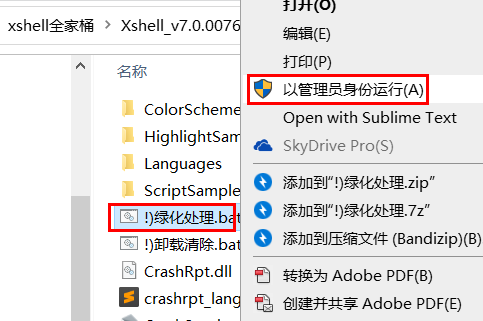 xshell全家桶 › Xshell_v7.0.0076
名称
ColorScheme
HighlightSam
Languages
ScriptSample
!)绿化处理.bat
!)卸载清除.bat
CrashRpt.dll
crashrpt_lang
打开(O)
编辑(E)
打印(P)
以管理员身份运行(A)
Open with Sublime Text
SkyDrive Pro(S)
添加到“!)绿化处理.zip”
添加到“!)绿化处理.7z”
添加到压缩文件 (Bandizip)(B)
转换为 Adobe PDF(B)
创建并共享 Adobe PDF(E)